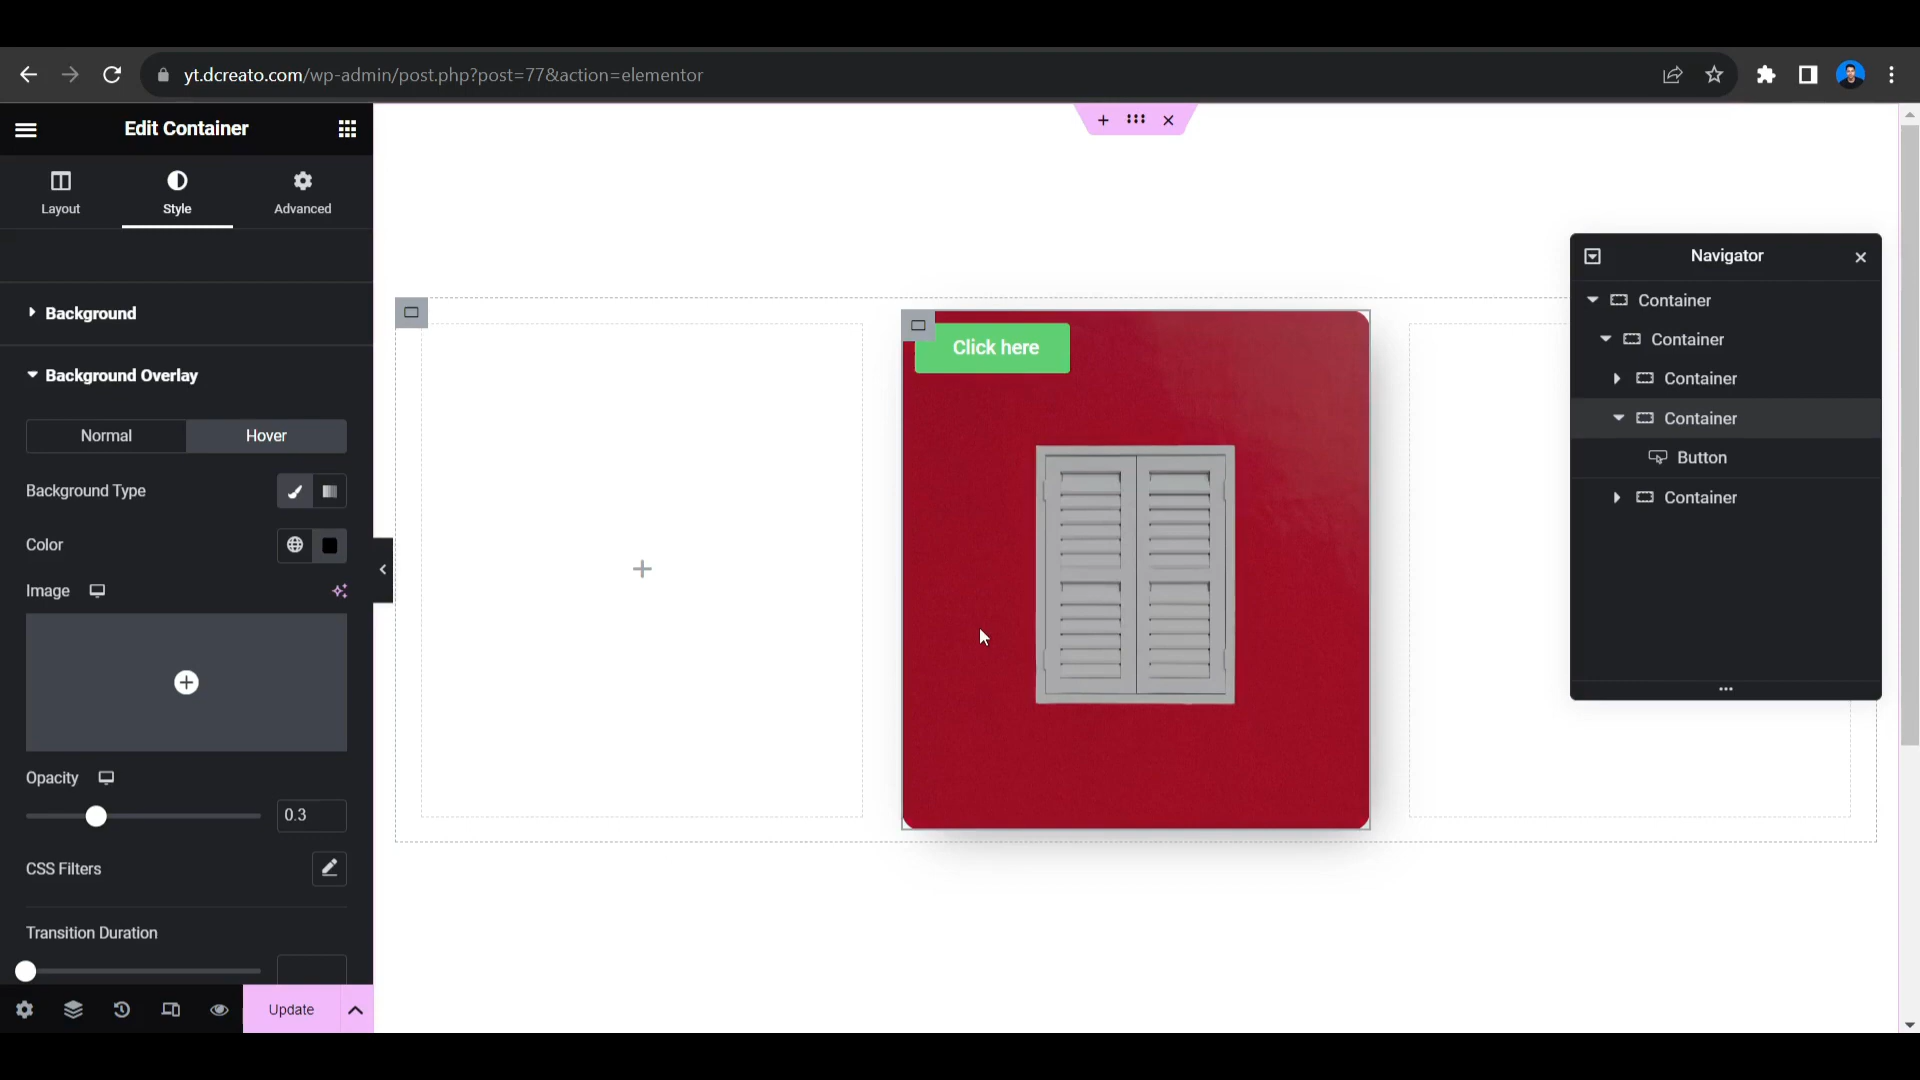 yt.dcreato.com/wp-admin/post.php?post=77&action=elementor
Edit Container
Layout
Style
Advanced
Background
Background Overlay
Normal
Hover
Background Type
Color
Image
Opacity
0.3
CSS Filters
Transition Duration
Update
Click here
Navigator
Container
Container
Container
Container
Button
Container